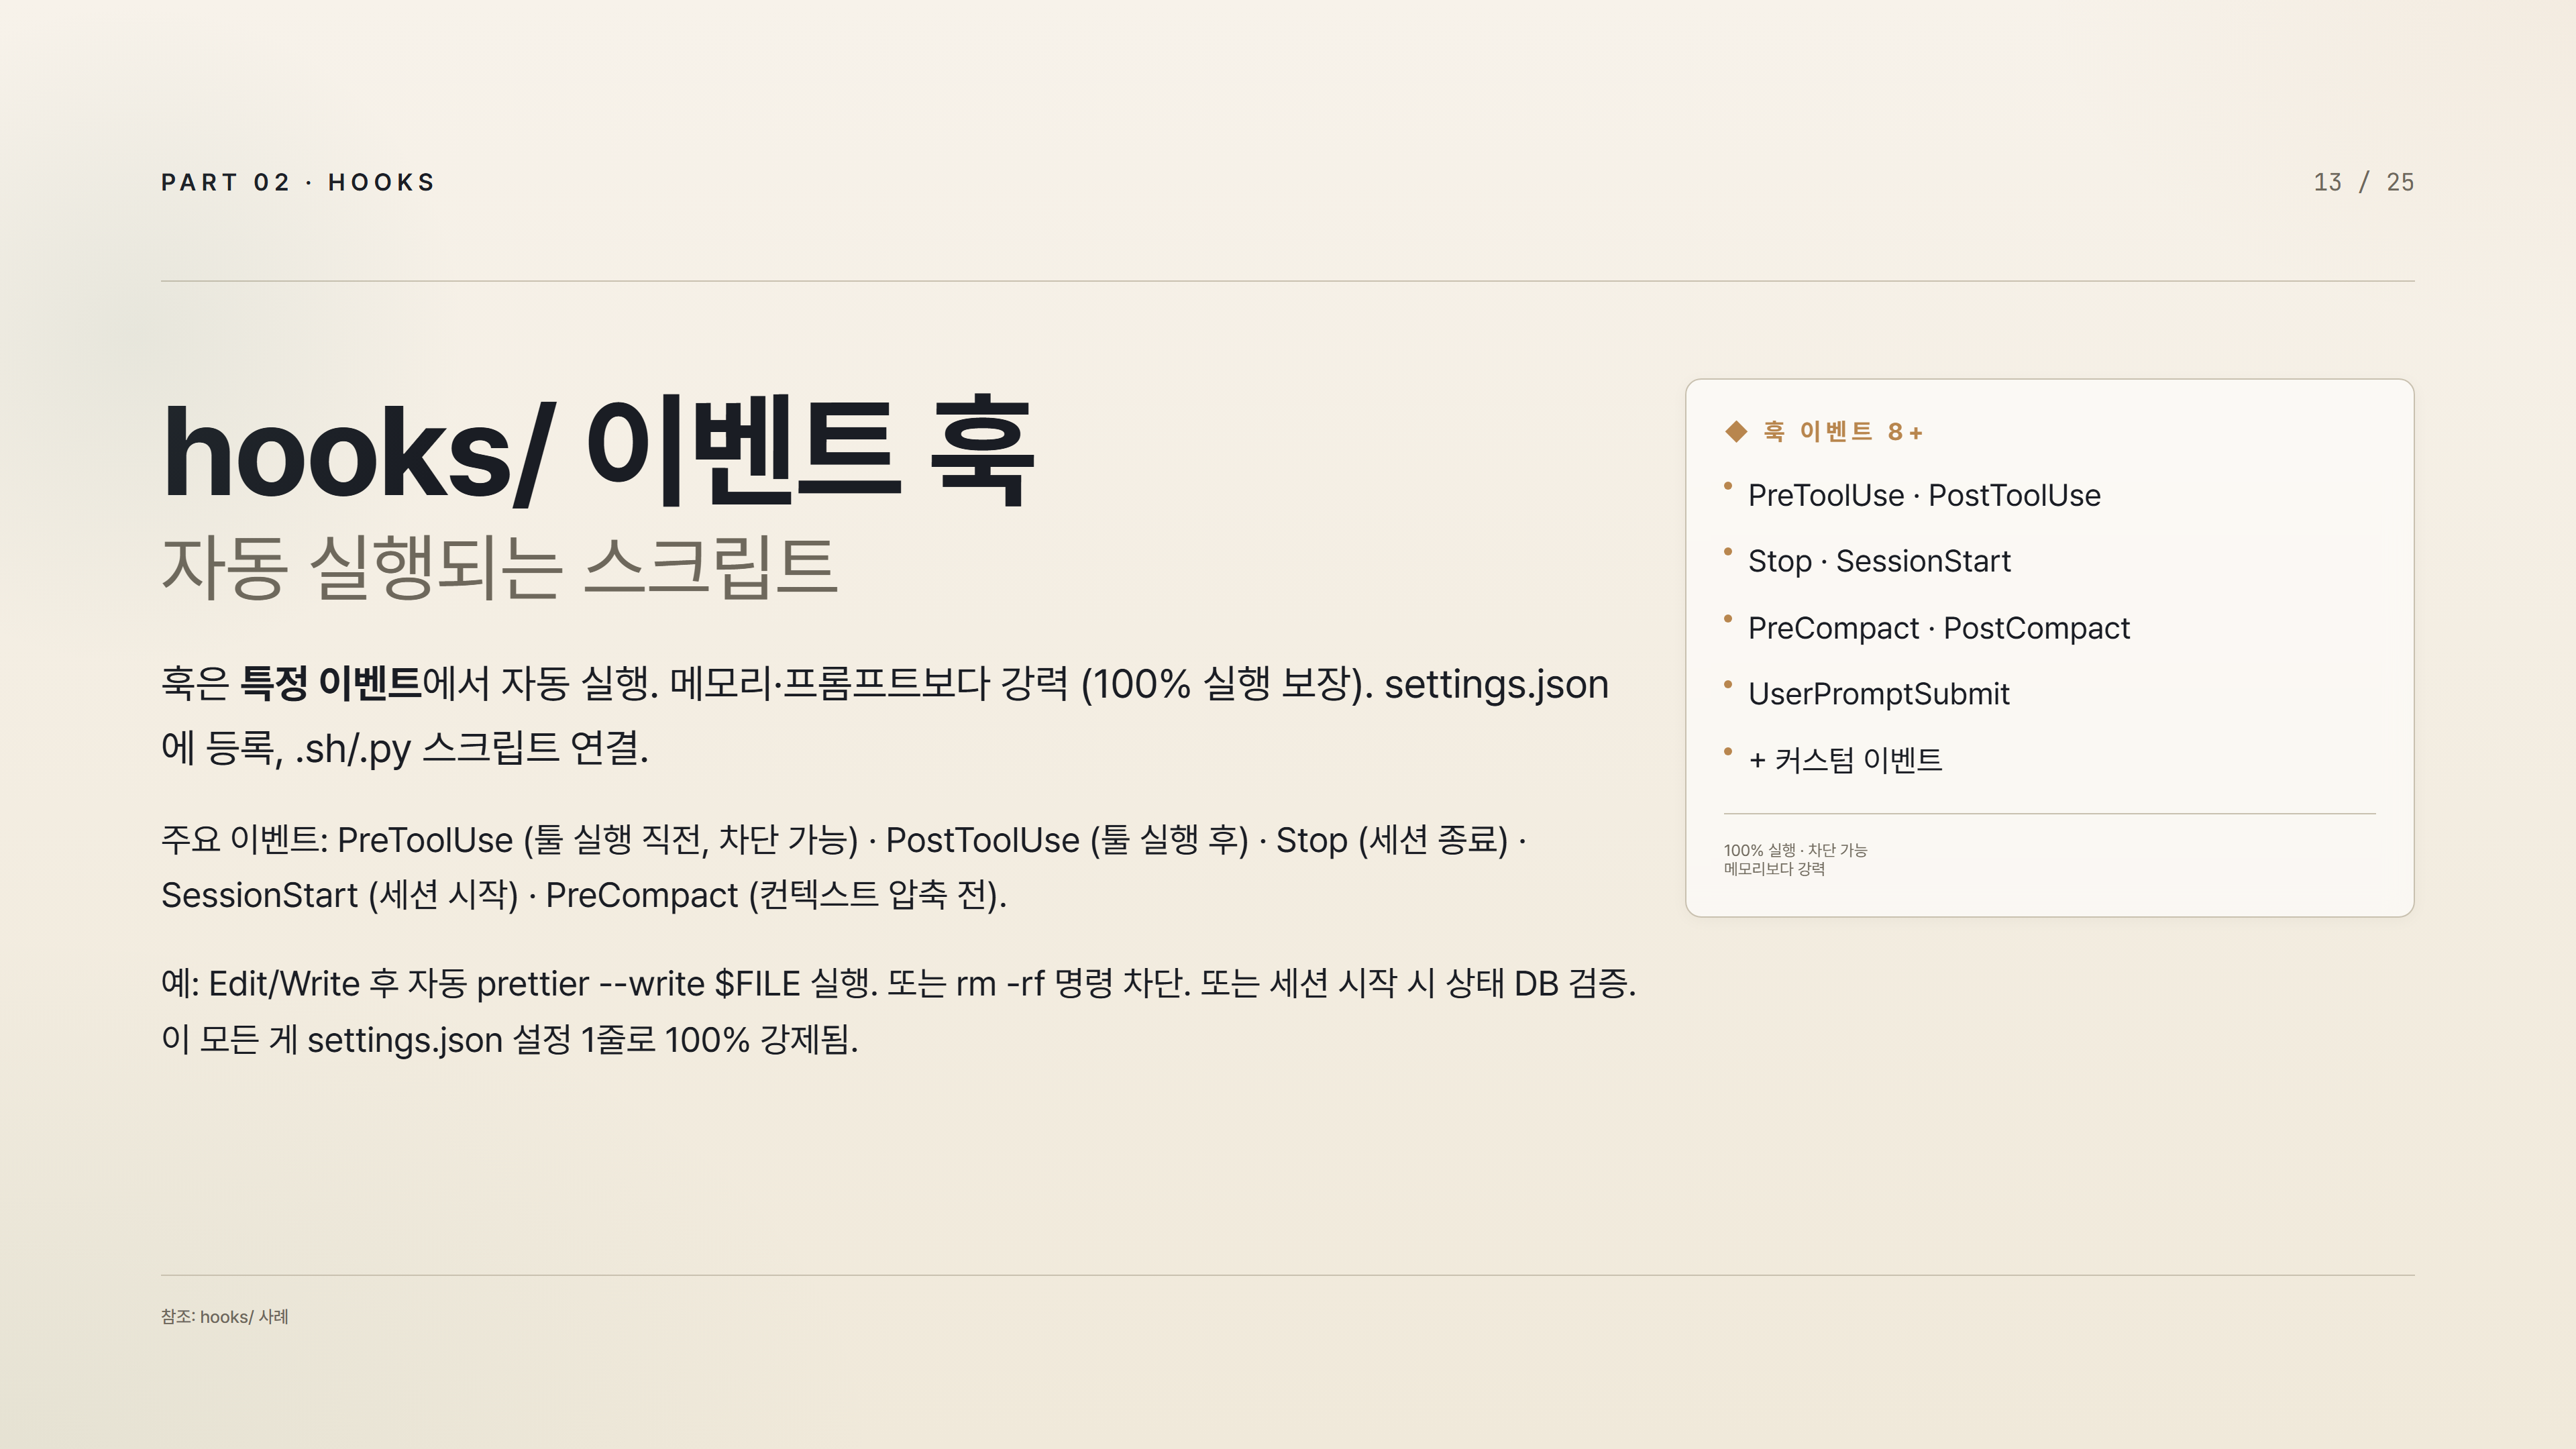 PART 02 · HOOKS
13 / 25
hooks/ 이벤트 훅
자동 실행되는 스크립트
훅은 특정 이벤트에서 자동 실행. 메모리·프롬프트보다 강력 (100% 실행 보장). settings.json
에 등록, .sh/.py 스크립트 연결.
주요 이벤트: PreToolUse (툴 실행 직전, 차단 가능) · PostToolUse (툴 실행 후) · Stop (세션 종료) ·
SessionStart (세션 시작) · PreCompact (컨텍스트 압축 전).
예: Edit/Write 후 자동 prettier --write $FILE 실행. 또는 rm -rf 명령 차단. 또는 세션 시작 시 상태 DB 검증.
이 모든 게 settings.json 설정 1줄로 100% 강제됨.
◆ 훅 이벤트 8+
• PreToolUse · PostToolUse
• Stop · SessionStart
• PreCompact · PostCompact
• UserPromptSubmit
• + 커스텀 이벤트
100% 실행 · 차단 가능
메모리보다 강력
참조: hooks/ 사례